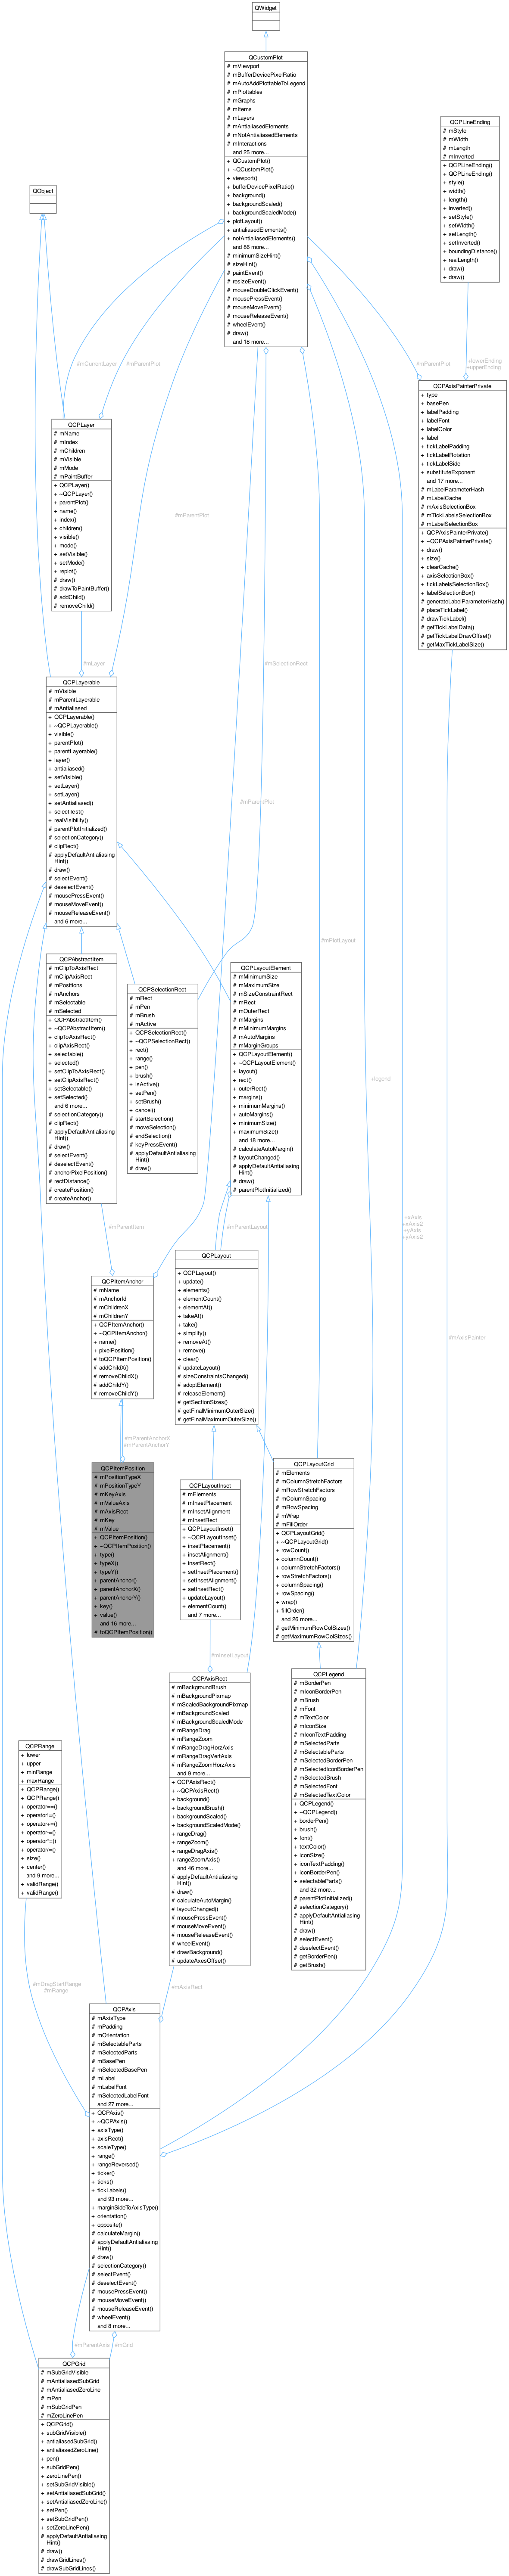 QWidget
QCustomPlot
# mViewport
# mBufferDevicePixelRatio
# mAutoAddPlottableToLegend
# mPlottables
# mGraphs
# mItems
# mLayers
# mAntialiasedElements
# mNotAntialiasedElements
# mInteractions
and 25 more...
+ QCustomPlot()
+ ~QCustomPlot()
+ viewport()
+ bufferDevicePixelRatio()
+ background()
+ backgroundScaled()
+ backgroundScaledMode()
+ plotLayout()
+ antialiasedElements()
+ notAntialiasedElements()
and 86 more...
# minimumSizeHint()
# sizeHint()
# paintEvent()
# resizeEvent()
# mouseDoubleClickEvent()
# mousePressEvent()
# mouseMoveEvent()
# mouseReleaseEvent()
# wheelEvent()
# draw()
and 18 more...
QCPLineEnding
# mStyle
# mWidth
# mLength
# mInverted
+ QCPLineEnding()
+ QCPLineEnding()
+ style()
+ width()
+ length()
+ inverted()
+ setStyle()
+ setWidth()
+ setLength()
+ setInverted()
+ boundingDistance()
+ realLength()
+ draw()
+ draw()
QObject
#mCurrentLayer
#mParentPlot
#mParentPlot
+lowerEnding
+upperEnding
QCPAxisPainterPrivate
+ type
+ basePen
+ labelPadding
+ labelFont
+ labelColor
+ label
+ tickLabelPadding
+ tickLabelRotation
+ tickLabelSide
+ substituteExponent
and 17 more...
# mLabelParameterHash
# mLabelCache
# mAxisSelectionBox
# mTickLabelsSelectionBox
# mLabelSelectionBox
+ QCPAxisPainterPrivate()
+ ~QCPAxisPainterPrivate()
+ draw()
+ size()
+ clearCache()
+ axisSelectionBox()
+ tickLabelsSelectionBox()
+ labelSelectionBox()
# generateLabelParameterHash()
# placeTickLabel()
# drawTickLabel()
# getTickLabelData()
# getTickLabelDrawOffset()
# getMaxTickLabelSize()
QCPLayer
# mName
# mIndex
# mChildren
# mVisible
# mMode
# mPaintBuffer
+ QCPLayer()
+ ~QCPLayer()
+ parentPlot()
+ name()
+ index()
+ children()
+ visible()
+ mode()
+ setVisible()
+ setMode()
+ replot()
# draw()
# drawToPaintBuffer()
# addChild()
# removeChild()
#mParentPlot
#mLayer
#mSelectionRect
QCPLayerable
# mVisible
# mParentLayerable
# mAntialiased
+ QCPLayerable()
+ ~QCPLayerable()
+ visible()
+ parentPlot()
+ parentLayerable()
+ layer()
+ antialiased()
+ setVisible()
+ setLayer()
+ setLayer()
+ setAntialiased()
+ selectTest()
+ realVisibility()
# parentPlotInitialized()
# selectionCategory()
# clipRect()
# applyDefaultAntialiasing
Hint()
# draw()
# selectEvent()
# deselectEvent()
# mousePressEvent()
# mouseMoveEvent()
# mouseReleaseEvent()
and 6 more...
#mParentPlot
#mPlotLayout
QCPAbstractItem
# mClipToAxisRect
# mClipAxisRect
# mPositions
# mAnchors
# mSelectable
# mSelected
+ QCPAbstractItem()
+ ~QCPAbstractItem()
+ clipToAxisRect()
+ clipAxisRect()
+ selectable()
+ selected()
+ setClipToAxisRect()
+ setClipAxisRect()
+ setSelectable()
+ setSelected()
and 6 more...
# selectionCategory()
# clipRect()
# applyDefaultAntialiasing
Hint()
# draw()
# selectEvent()
# deselectEvent()
# anchorPixelPosition()
# rectDistance()
# createPosition()
# createAnchor()
QCPSelectionRect
# mRect
# mPen
# mBrush
# mActive
+ QCPSelectionRect()
+ ~QCPSelectionRect()
+ rect()
+ range()
+ pen()
+ brush()
+ isActive()
+ setPen()
+ setBrush()
+ cancel()
# startSelection()
# moveSelection()
# endSelection()
# keyPressEvent()
# applyDefaultAntialiasing
Hint()
# draw()
QCPLayoutElement
# mMinimumSize
# mMaximumSize
# mSizeConstraintRect
# mRect
# mOuterRect
# mMargins
# mMinimumMargins
# mAutoMargins
# mMarginGroups
+ QCPLayoutElement()
+ ~QCPLayoutElement()
+ layout()
+ rect()
+ outerRect()
+ margins()
+ minimumMargins()
+ autoMargins()
+ minimumSize()
+ maximumSize()
and 18 more...
# calculateAutoMargin()
# layoutChanged()
# applyDefaultAntialiasing
Hint()
# draw()
# parentPlotInitialized()
+legend
+xAxis
+xAxis2
+yAxis
+yAxis2
#mParentItem
#mParentLayout
#mAxisPainter
QCPItemAnchor
# mName
# mAnchorId
# mChildrenX
# mChildrenY
+ QCPItemAnchor()
+ ~QCPItemAnchor()
+ name()
+ pixelPosition()
# toQCPItemPosition()
# addChildX()
# removeChildX()
# addChildY()
# removeChildY()
QCPLayout
+ QCPLayout()
+ update()
+ elements()
+ elementCount()
+ elementAt()
+ takeAt()
+ take()
+ simplify()
+ removeAt()
+ remove()
+ clear()
# updateLayout()
# sizeConstraintsChanged()
# adoptElement()
# releaseElement()
# getSectionSizes()
# getFinalMinimumOuterSize()
# getFinalMaximumOuterSize()
#mParentAnchorX
#mParentAnchorY
QCPItemPosition
# mPositionTypeX
# mPositionTypeY
# mKeyAxis
# mValueAxis
# mAxisRect
# mKey
# mValue
+ QCPItemPosition()
+ ~QCPItemPosition()
+ type()
+ typeX()
+ typeY()
+ parentAnchor()
+ parentAnchorX()
+ parentAnchorY()
+ key()
+ value()
and 16 more...
# toQCPItemPosition()
QCPLayoutInset
# mElements
# mInsetPlacement
# mInsetAlignment
# mInsetRect
+ QCPLayoutInset()
+ ~QCPLayoutInset()
+ insetPlacement()
+ insetAlignment()
+ insetRect()
+ setInsetPlacement()
+ setInsetAlignment()
+ setInsetRect()
+ updateLayout()
+ elementCount()
and 7 more...
QCPLayoutGrid
# mElements
# mColumnStretchFactors
# mRowStretchFactors
# mColumnSpacing
# mRowSpacing
# mWrap
# mFillOrder
+ QCPLayoutGrid()
+ ~QCPLayoutGrid()
+ rowCount()
+ columnCount()
+ columnStretchFactors()
+ rowStretchFactors()
+ columnSpacing()
+ rowSpacing()
+ wrap()
+ fillOrder()
and 26 more...
# getMinimumRowColSizes()
# getMaximumRowColSizes()
#mInsetLayout
QCPAxisRect
# mBackgroundBrush
# mBackgroundPixmap
# mScaledBackgroundPixmap
# mBackgroundScaled
# mBackgroundScaledMode
# mRangeDrag
# mRangeZoom
# mRangeDragHorzAxis
# mRangeDragVertAxis
# mRangeZoomHorzAxis
and 9 more...
+ QCPAxisRect()
+ ~QCPAxisRect()
+ background()
+ backgroundBrush()
+ backgroundScaled()
+ backgroundScaledMode()
+ rangeDrag()
+ rangeZoom()
+ rangeDragAxis()
+ rangeZoomAxis()
and 46 more...
# applyDefaultAntialiasing
Hint()
# draw()
# calculateAutoMargin()
# layoutChanged()
# mousePressEvent()
# mouseMoveEvent()
# mouseReleaseEvent()
# wheelEvent()
# drawBackground()
# updateAxesOffset()
QCPLegend
# mBorderPen
# mIconBorderPen
# mBrush
# mFont
# mTextColor
# mIconSize
# mIconTextPadding
# mSelectedParts
# mSelectableParts
# mSelectedBorderPen
# mSelectedIconBorderPen
# mSelectedBrush
# mSelectedFont
# mSelectedTextColor
+ QCPLegend()
+ ~QCPLegend()
+ borderPen()
+ brush()
+ font()
+ textColor()
+ iconSize()
+ iconTextPadding()
+ iconBorderPen()
+ selectableParts()
and 32 more...
# parentPlotInitialized()
# selectionCategory()
# applyDefaultAntialiasing
Hint()
# draw()
# selectEvent()
# deselectEvent()
# getBorderPen()
# getBrush()
QCPRange
+ lower
+ upper
+ minRange
+ maxRange
+ QCPRange()
+ QCPRange()
+ operator==()
+ operator!=()
+ operator+=()
+ operator-=()
+ operator*=()
+ operator/=()
+ size()
+ center()
and 9 more...
+ validRange()
+ validRange()
#mDragStartRange
#mRange
#mAxisRect
QCPAxis
# mAxisType
# mPadding
# mOrientation
# mSelectableParts
# mSelectedParts
# mBasePen
# mSelectedBasePen
# mLabel
# mLabelFont
# mSelectedLabelFont
and 27 more...
+ QCPAxis()
+ ~QCPAxis()
+ axisType()
+ axisRect()
+ scaleType()
+ range()
+ rangeReversed()
+ ticker()
+ ticks()
+ tickLabels()
and 93 more...
+ marginSideToAxisType()
+ orientation()
+ opposite()
# calculateMargin()
# applyDefaultAntialiasing
Hint()
# draw()
# selectionCategory()
# selectEvent()
# deselectEvent()
# mousePressEvent()
# mouseMoveEvent()
# mouseReleaseEvent()
# wheelEvent()
and 8 more...
#mParentAxis
#mGrid
QCPGrid
# mSubGridVisible
# mAntialiasedSubGrid
# mAntialiasedZeroLine
# mPen
# mSubGridPen
# mZeroLinePen
+ QCPGrid()
+ subGridVisible()
+ antialiasedSubGrid()
+ antialiasedZeroLine()
+ pen()
+ subGridPen()
+ zeroLinePen()
+ setSubGridVisible()
+ setAntialiasedSubGrid()
+ setAntialiasedZeroLine()
+ setPen()
+ setSubGridPen()
+ setZeroLinePen()
# applyDefaultAntialiasing
Hint()
# draw()
# drawGridLines()
# drawSubGridLines()